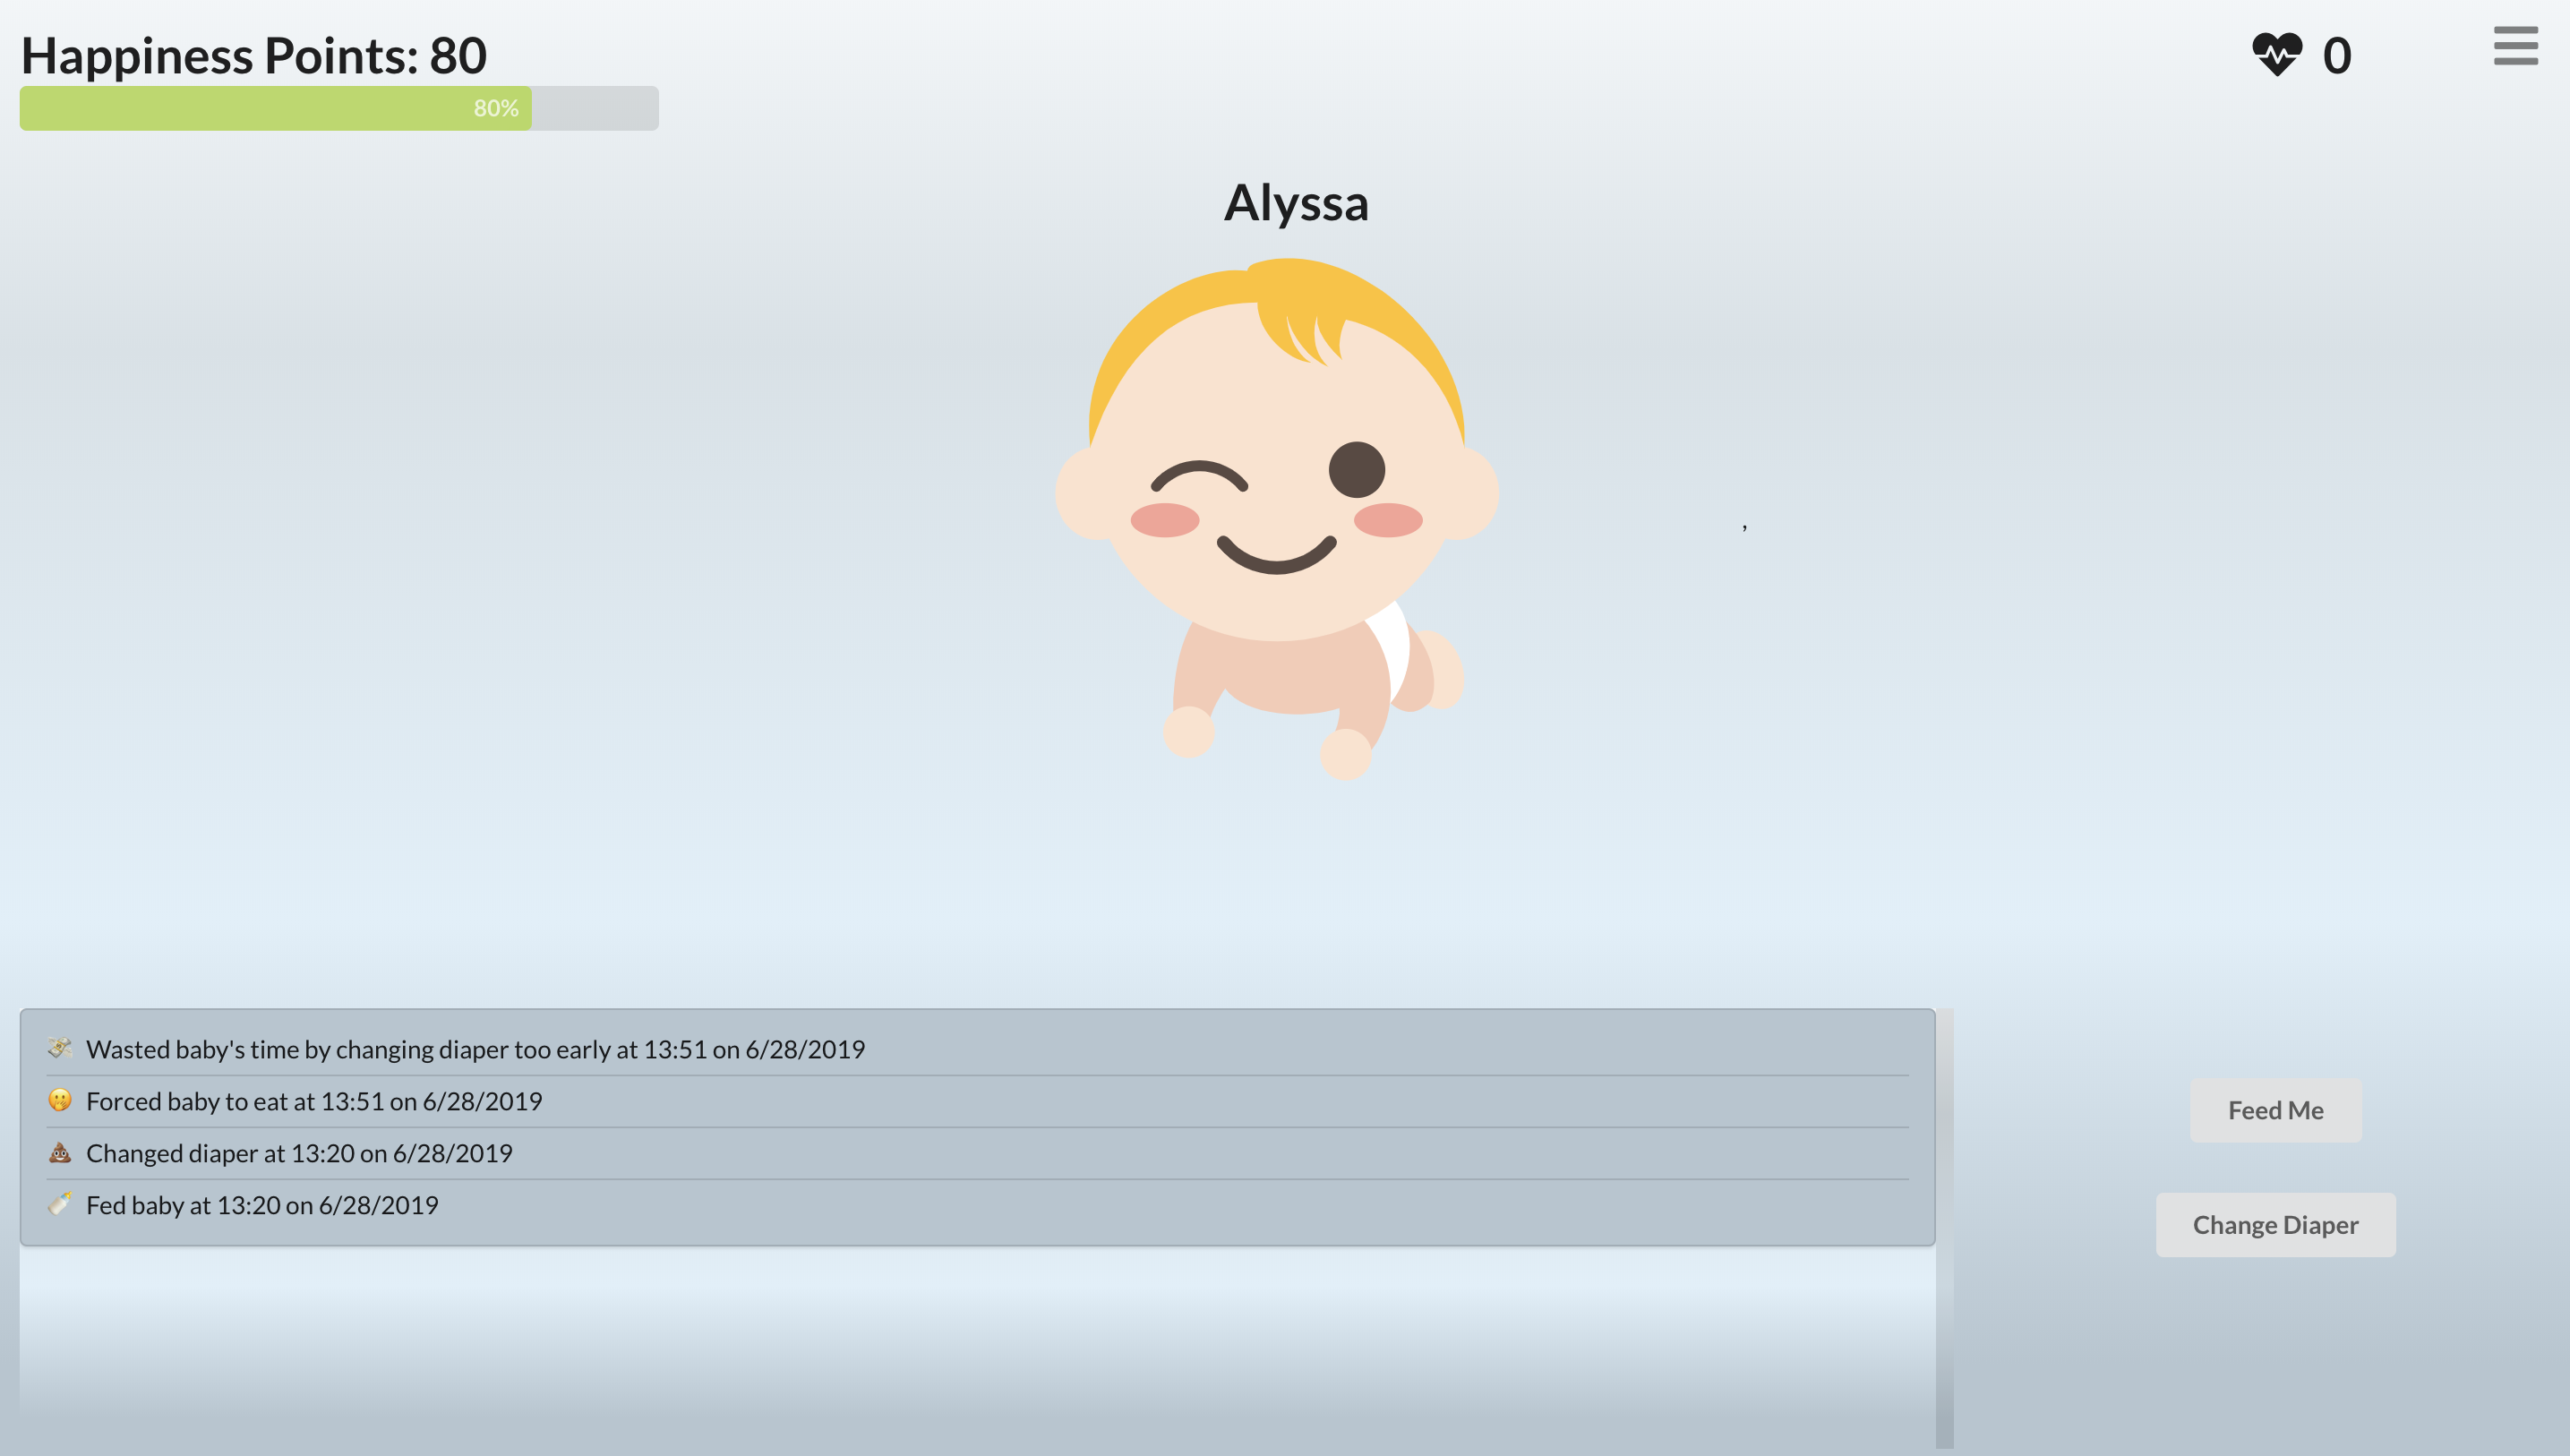 Happiness Points: 80
0
80%
Alyssa
,
Wasted baby's time by changing diaper too early at 13:51 on 6/28/2019
Forced baby to eat at 13:51 on 6/28/2019
Changed diaper at 13:20 on 6/28/2019
Fed baby at 13:20 on 6/28/2019
Feed Me
Change Diaper